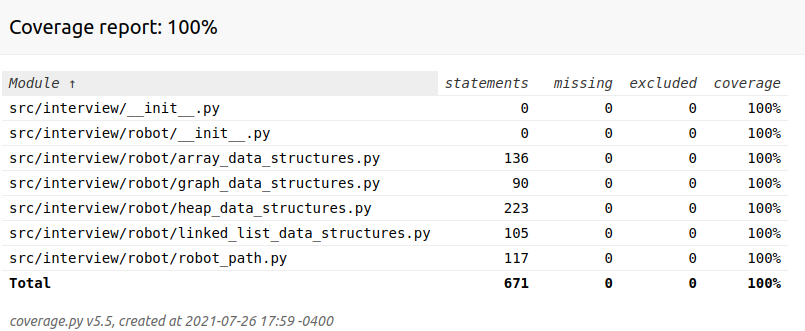 Coverage report: 100%
Module ↑ statements missing excluded coverage
src/interview/__init__.py 0 0 0 100%
src/interview/robot/__init__.py 0 0 0 100%
src/interview/robot/array_data_structures.py 136 0 0 100%
src/interview/robot/graph_data_structures.py 90 0 0 100%
src/interview/robot/heap_data_structures.py 223 0 0 100%
src/interview/robot/linked_list_data_structures.py 105 0 0 100%
src/interview/robot/robot_path.py 117 0 0 100%
Total 671 0 0 100%
coverage.py v5.5, created at 2021-07-26 17:59 -0400